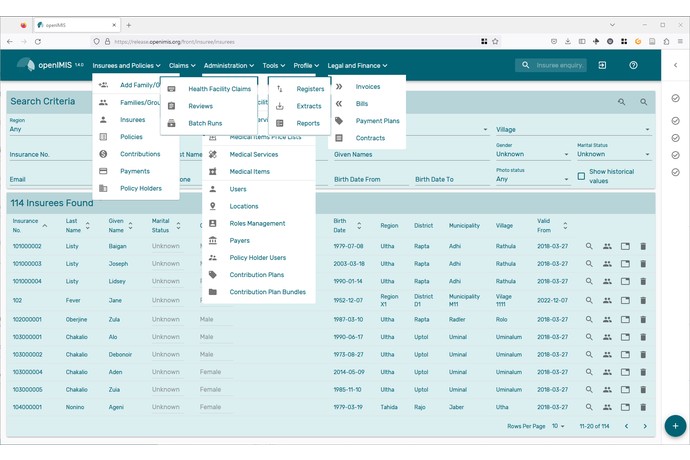 openIMIS
https://release.openimis.org/front/insuree/insurees
openIMIS 1.4.0 Insurees and Policies Claims Administration Tools Profile Legal and Finance Insuree enquiry.
Add Family/G
Families/Grou
Insurees
Policies
Contributions
Payments
Policy Holders
Health Facility Claims
Reviews
Batch Runs
Medical Items Price Lists
Medical Services
Medical Items
Users
Locations
Roles Management
Payers
Policy Holder Users
Contribution Plans
Contribution Plan Bundles
Registers
Extracts
Reports
Invoices
Bills
Payment Plans
Contracts
Search Criteria
Region
Any
Village
Insurance No.
Given Names
Gender
Unknown
Marital Status
Unknown
Email
Birth Date From
Birth Date To
Photo status
Any
Show historical
values
114 Insurees Found
Insurance No. Last Name Given Name Marital Status Birth Date Region District Municipality Village Valid From
101000002 Listy Baigan Unknown 1979-07-08 Ultha Rapta Adhi Rathula 2018-03-27
101000003 Listy Joseph Unknown 2003-03-18 Ultha Rapta Adhi Rathula 2018-03-27
101000004 Listy Lidsey Unknown 1990-01-14 Ultha Rapta Adhi Rathula 2018-03-27
102 Fever Jane Unknown 1952-12-07 Region X1 District D1 Municipality M11 Village 1111 2022-12-07
102000001 Oberjine Zula Unknown Male 1987-03-10 Ultha Rapta Radler Rolo 2018-03-27
103000001 Chakalio Alo Unknown Male 1990-06-17 Ultha Uptol Uminal Uminalum 2018-03-27
103000002 Chakalio Debonoir Unknown Male 1973-08-27 Ultha Uptol Uminal Uminalum 2018-03-27
103000004 Chakalio Aden Unknown Female 2014-05-09 Ultha Uptol Uminal Uminalum 2018-03-27
103000005 Chakalio Zuia Unknown Female 1985-11-10 Ultha Uptol Uminal Uminalum 2018-03-27
104000001 Nonino Ageni Unknown Female 1979-03-19 Tahida Rajo Jaber Utha 2018-03-27
Rows Per Page 10 11-20 of 114